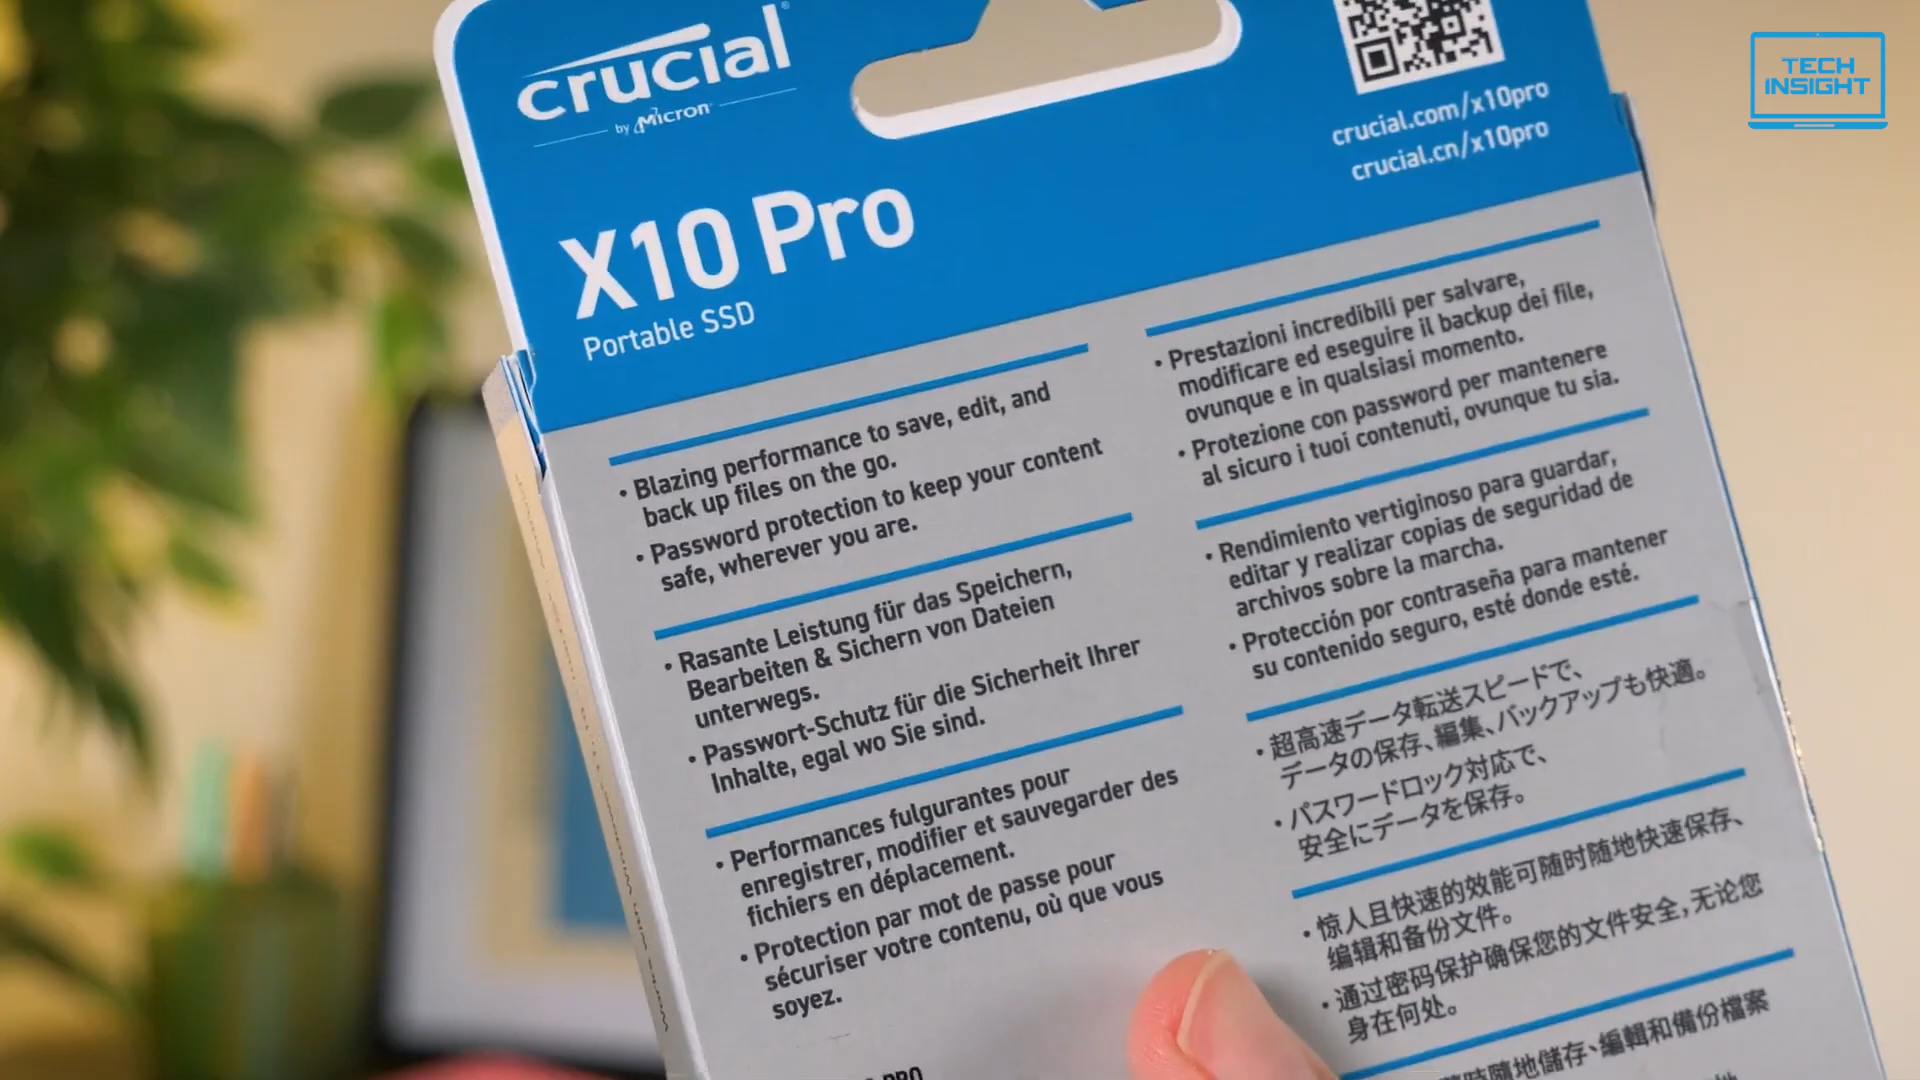 crucial
by Micron
crucial.com/x10pro
crucial.cn/x10pro
TECH
INSIGHT
X10 Pro
Portable SSD
• Blazing performance to save, edit, and
back up files on the go.
• Password protection to keep your content
safe, wherever you are.
• Rasante Leistung für das Speichern,
Bearbeiten & Sichern von Dateien
unterwegs.
• Passwort-Schutz für die Sicherheit Ihrer
Inhalte, egal wo Sie sind.
• Performances fulgurantes pour
enregistrer, modifier et sauvegarder des
fichiers en déplacement.
• Protection par mot de passe pour
sécuriser votre contenu, où que vous
soyez.
PRO
• Prestazioni incredibili per salvare,
modificare ed eseguire il backup dei file,
ovunque e in qualsiasi momento.
• Protezione con password per mantenere
al sicuro i tuoi contenuti, ovunque tu sia.
• Rendimiento vertiginoso para guardar,
editar y realizar copias de seguridad de
archivos sobre la marcha.
• Protección por contraseña para mantener
su contenido seguro, esté donde esté.
• 超高速データ転送スピードで、
データの保存、編集、バックアップも快適。
• パスワードロック対応で、
安全にデータを保存。
• 惊人且快速的效能可随时随地快速保存、
编辑和备份文件。
• 通过密码保护确保您的文件安全，无论您
身在何处。
時隨地儲存、編輯和備份檔案